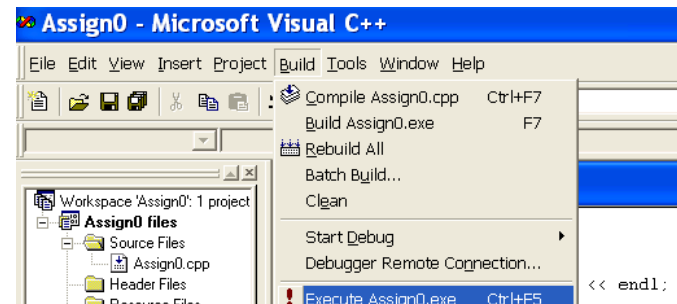 Assign0 - Microsoft Visual C++
File Edit View Insert Project Build Tools Window Help
Compile Assign0.cpp Ctrl+F7
Build Assign0.exe F7
Rebuild All
Batch Build...
Clean
Start Debug
Debugger Remote Connection...
Execute Assign0.exe Ctrl+F5
Workspace 'Assign0': 1 project
Assign0 files
Source Files
Assign0.cpp
Header Files
Resource Files
<< endl;